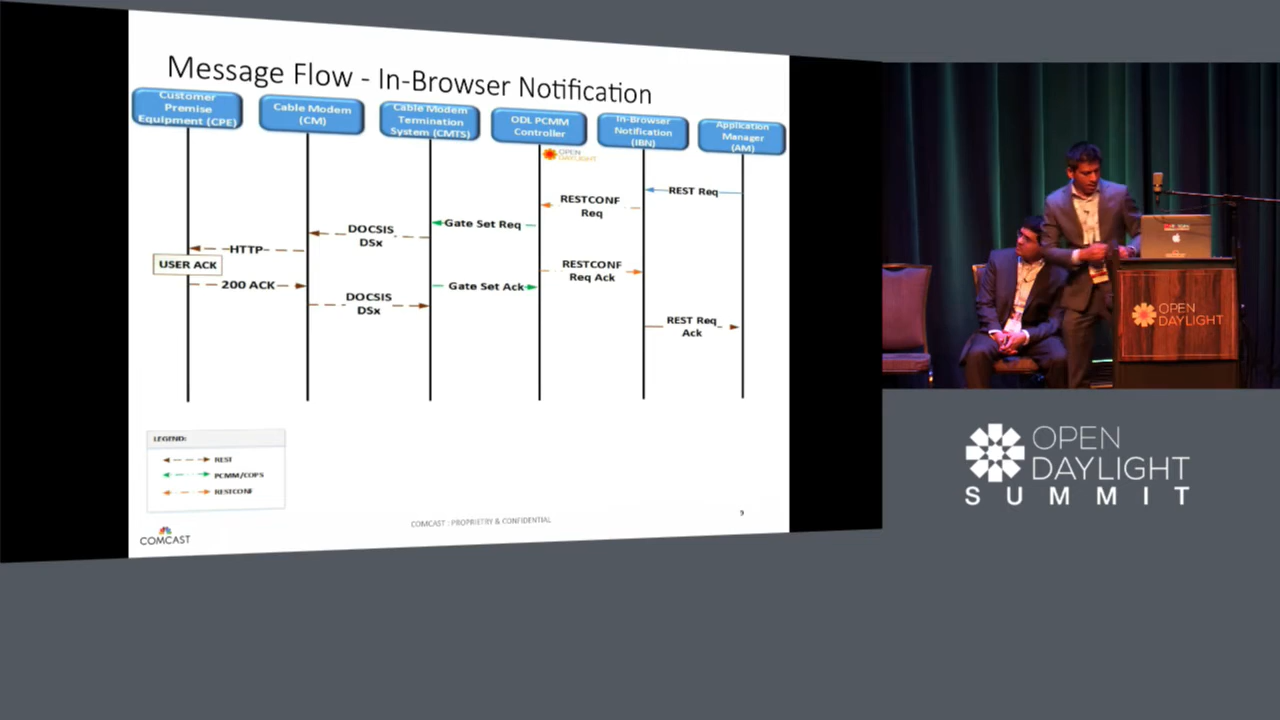 Message Flow - In-Browser Notification
Customer
Premise
Equipment (CPE)
Cable Modem
(CM)
Cable Modem
Termination
System (CMTS)
ODL PCMM
Controller
In-Browser
Notification
(IBN)
Application
Manager
(AM)
OPEN
DAYLIGHT
REST Req
RESTCONF
Req
Gate Set Req
DOCSIS
DSx
HTTP
USER ACK
200 ACK
DOCSIS
DSx
Gate Set Ack
RESTCONF
Req Ack
REST Req
Ack
LEGEND:
REST
PCMM/COPS
RESTCONF
COMCAST
COMCAST : PROPRIETRY & CONFIDENTIAL
9
OPEN
DAYLIGHT
OPEN
DAYLIGHT
SUMMIT